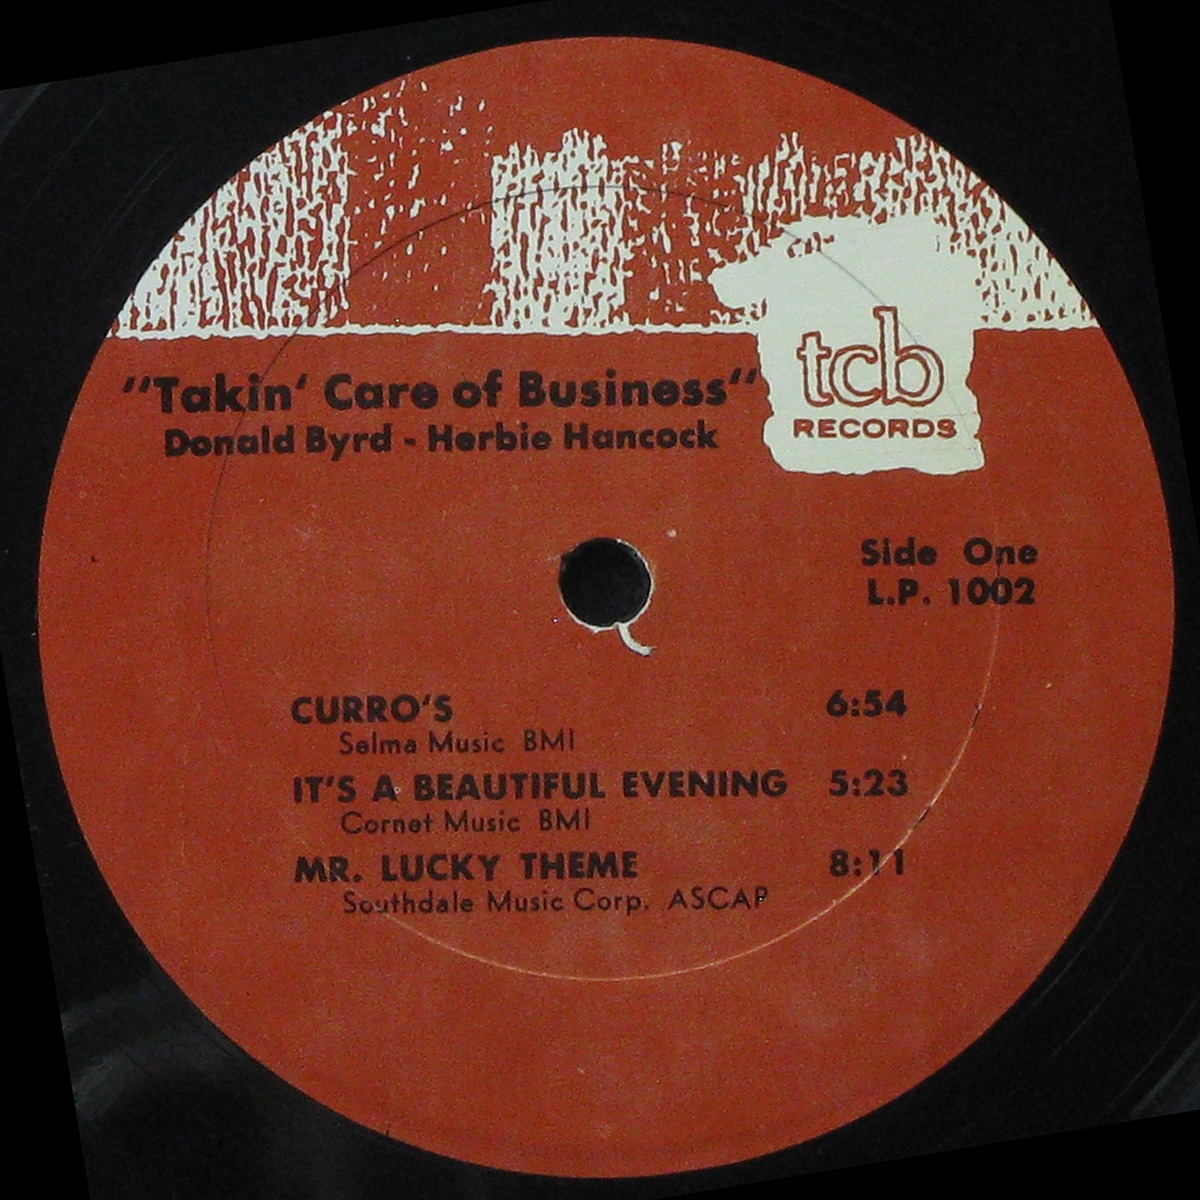 tcb
RECORDS
"Takin' Care of Business"
Donald Byrd - Herbie Hancock
Side One
L.P. 1002
CURRO'S 6:54
Selma Music BMI
IT'S A BEAUTIFUL EVENING 5:23
Cornet Music BMI
MR. LUCKY THEME 8:11
Southdale Music Corp. ASCAP